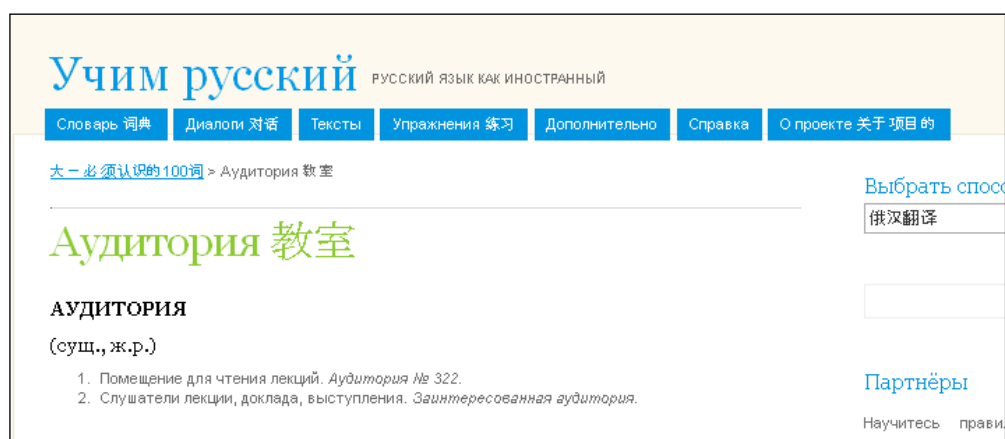 Учим русский РУССКИЙ ЯЗЫК КАК ИНОСТРАННЫЙ
Словарь 词典 Диалоги 对话 Тексты Упражнения 练习 Дополнительно Справка О проекте 关于项目的
大一必须认识的100词 > Аудитория 教室
Выбрать спосо
俄汉翻译
Аудитория 教室
АУДИТОРИЯ
(сущ., ж.р.)
1. Помещение для чтения лекций. Аудитория № 322.
2. Слушатели лекции, доклада, выступления. Заинтересованная аудитория.
Партнёры
Научитесь прави